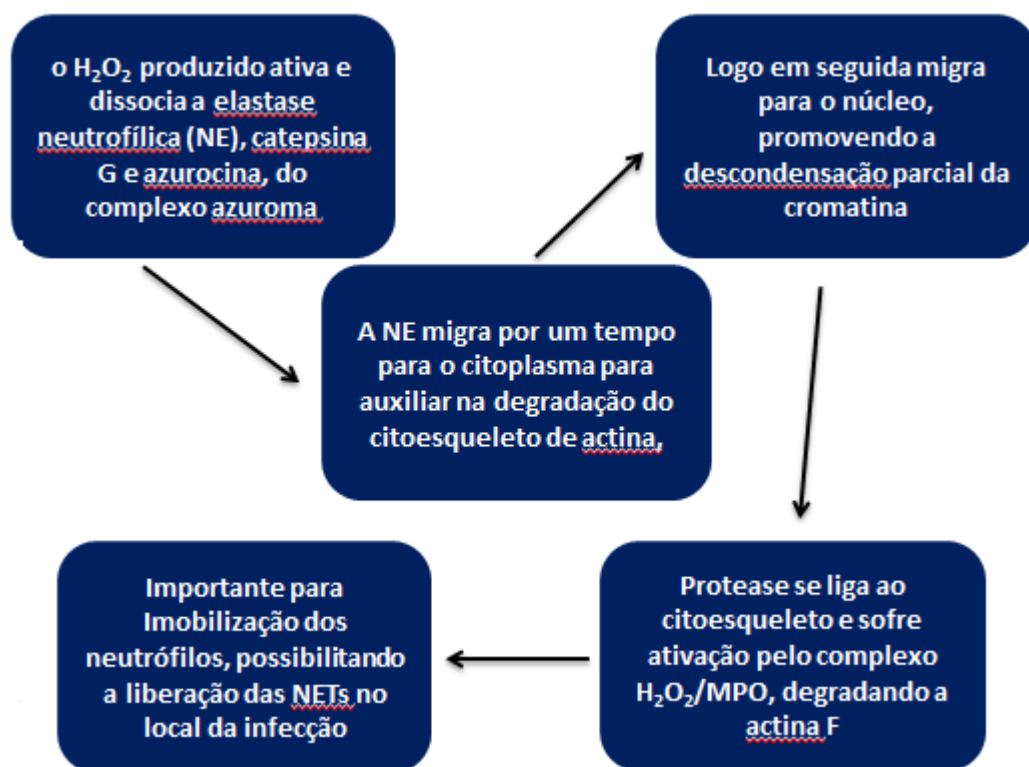 o H₂O₂ produzido ativa e
dissocia a elastase
neutrofílica (NE), catepsina
G e azurocina, do
complexo azuroma
A NE migra por um tempo
para o citoplasma para
auxiliar na degradação do
citoesqueleto de actina,
Logo em seguida migra
para o núcleo,
promovendo a
descondensação parcial da
cromatina
Protease se liga ao
citoesqueleto e sofre
ativação pelo complexo
H₂O₂/MPO, degradando a
actina F
Importante para
Imobilização dos
neutrófilos, possibilitando
a liberação das NETs no
local da infecção